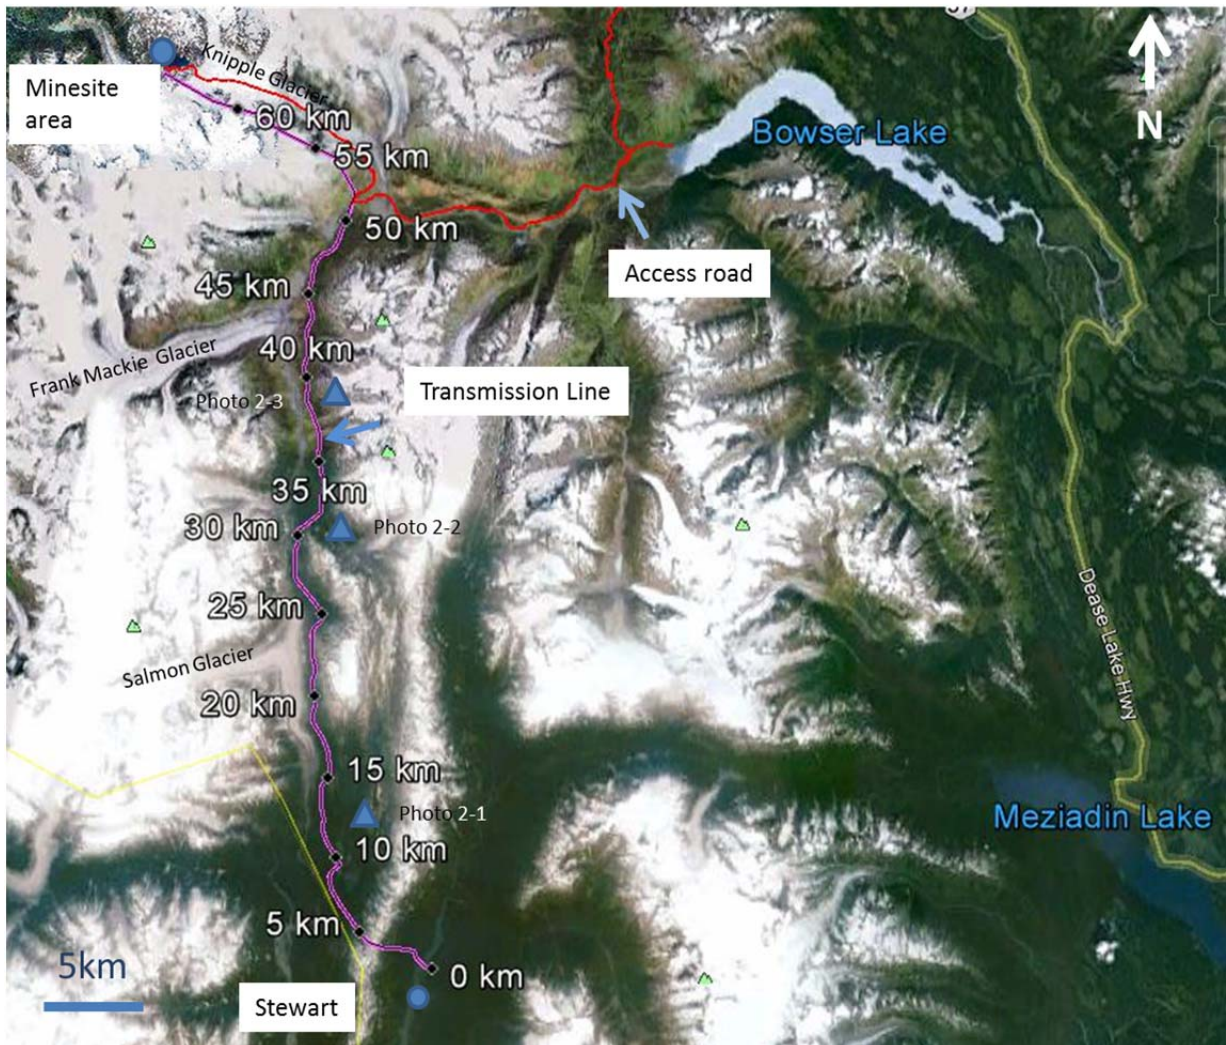 37
Knipple Glacier
Minesite
area
N
Bowser Lake
60 km
55 km
50 km
Access road
45 km
40 km
Frank Mackie Glacier
Photo 2-3
Transmission Line
35 km
30 km
Photo 2-2
25 km
Dease Lake Hwy
Salmon Glacier
20 km
15 km
Photo 2-1
Meziadin Lake
10 km
5 km
5km
0 km
Stewart